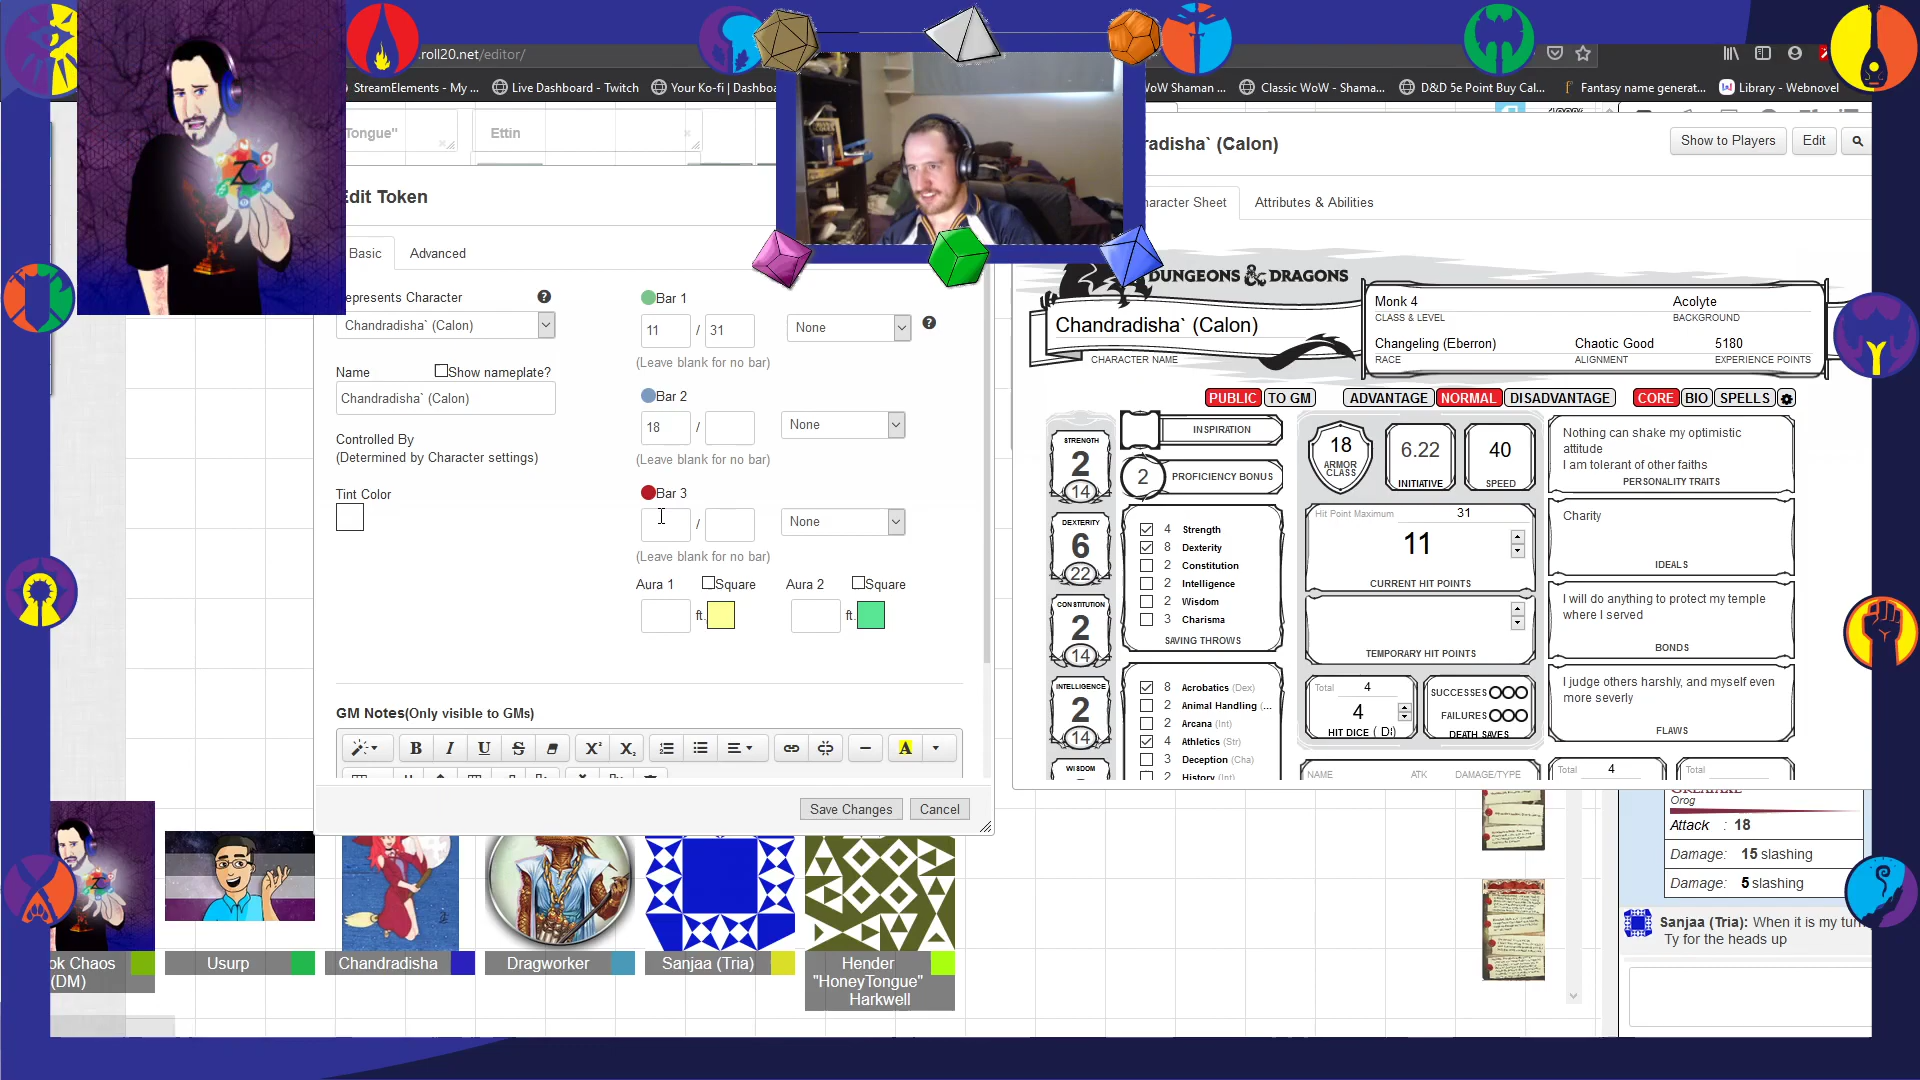 .roll20.net/editor/
StreamElements - My ...
Live Dashboard - Twitch
Your Ko-fi | Dashboa
WoW Shaman ...
Classic WoW - Shama...
D&D 5e Point Buy Cal...
Fantasy name generat...
Library - Webnovel
Tongue"
Ettin
Edit Token
Basic
Advanced
Represents Character
Chandradisha` (Calon)
Name
Show nameplate?
Chandradisha` (Calon)
Controlled By
(Determined by Character settings)
Tint Color
Bar 1
11 / 31
None
(Leave blank for no bar)
Bar 2
18 /
None
(Leave blank for no bar)
Bar 3
/
None
(Leave blank for no bar)
Aura 1
Square
Aura 2
Square
ft.
ft.
GM Notes(Only visible to GMs)
Save Changes
Cancel
radisha` (Calon)
Show to Players
Edit
haracter Sheet
Attributes & Abilities
DUNGEONS & DRAGONS
Chandradisha` (Calon)
CHARACTER NAME
Monk 4
Acolyte
CLASS & LEVEL
BACKGROUND
Changeling (Eberron)
Chaotic Good
5180
RACE
ALIGNMENT
EXPERIENCE POINTS
PUBLIC
TO GM
ADVANTAGE
NORMAL
DISADVANTAGE
CORE
BIO
SPELLS
STRENGTH
2
14
DEXTERITY
6
22
CONSTITUTION
2
14
INTELLIGENCE
2
14
WISDOM
INSPIRATION
2
PROFICIENCY BONUS
4 Strength
8 Dexterity
2 Constitution
2 Intelligence
2 Wisdom
3 Charisma
SAVING THROWS
8 Acrobatics (Dex)
2 Animal Handling (...
2 Arcana (Int)
4 Athletics (Str)
3 Deception (Cha)
2 History (Int)
18
ARMOR
CLASS
6.22
INITIATIVE
40
SPEED
Hit Point Maximum
31
11
CURRENT HIT POINTS
TEMPORARY HIT POINTS
Total
4
4
HIT DICE ( D
SUCCESSES
FAILURES
DEATH SAVES
NAME
ATK
DAMAGE/TYPE
Nothing can shake my optimistic
attitude
I am tolerant of other faiths
PERSONALITY TRAITS
Charity
IDEALS
I will do anything to protect my temple
where I served
BONDS
I judge others harshly, and myself even
more severly
FLAWS
Total
4
Total
GREATAXE
Orog
Attack : 18
Damage: 15 slashing
Damage: 5 slashing
Sanjaa (Tria): When it is my turn
Ty for the heads up
ok Chaos
(DM)
Usurp
Chandradisha
Dragworker
Sanjaa (Tria)
Hender
"HoneyTongue"
Harkwell